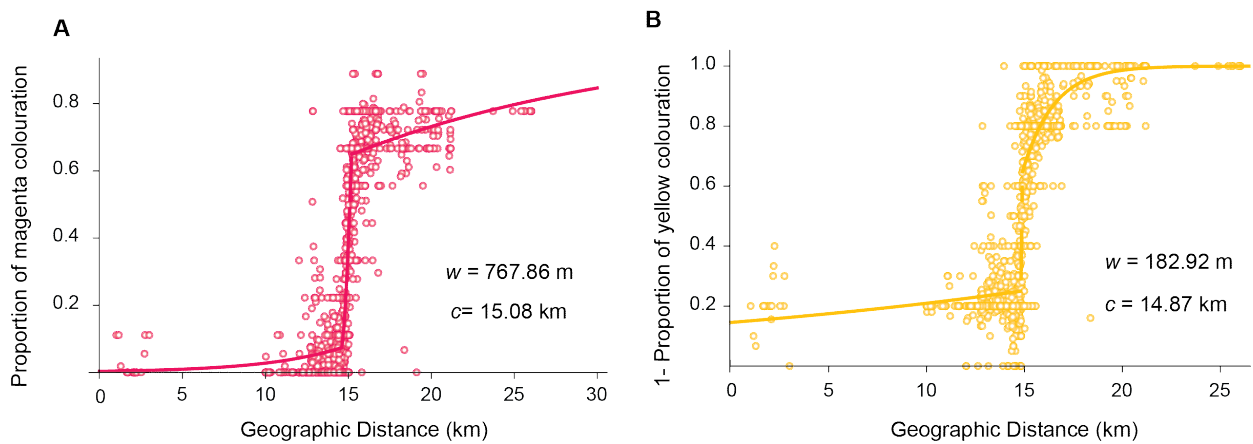 A
Proportion of magenta colouration
0.8
0.6
0.4
0.2
w = 767.86 m
c= 15.08 km
0 5 10 15 20 25 30
Geographic Distance (km)
B
1- Proportion of yellow colouration
1.0
0.8
0.6
0.4
0.2
w = 182.92 m
c = 14.87 km
0 5 10 15 20 25
Geographic Distance (km)